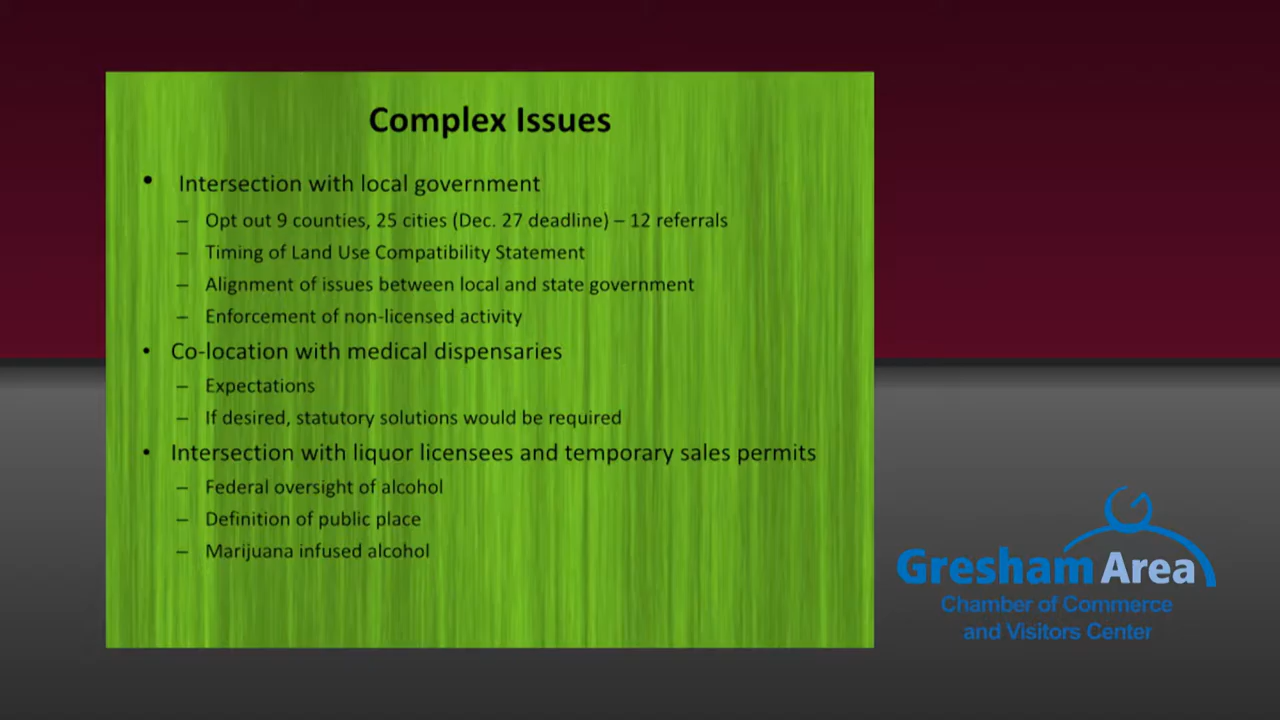 Complex Issues
• Intersection with local government
– Opt out 9 counties, 25 cities (Dec. 27 deadline) – 12 referrals
– Timing of Land Use Compatibility Statement
– Alignment of issues between local and state government
– Enforcement of non-licensed activity
• Co-location with medical dispensaries
– Expectations
– If desired, statutory solutions would be required
• Intersection with liquor licensees and temporary sales permits
– Federal oversight of alcohol
– Definition of public place
– Marijuana infused alcohol
Gresham Area
Chamber of Commerce
and Visitors Center